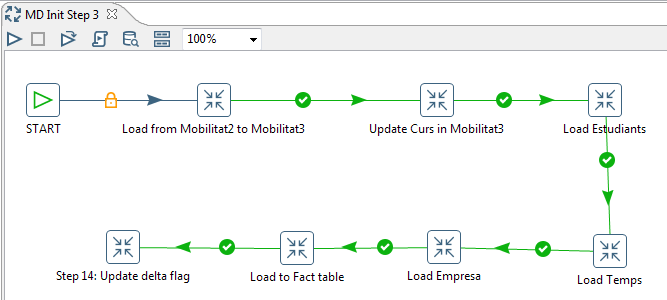 MD Init Step 3
100%
START
Load from Mobilitat2 to Mobilitat3
Update Curs in Mobilitat3
Load Estudiants
Step 14: Update delta flag
Load to Fact table
Load Empresa
Load Temps